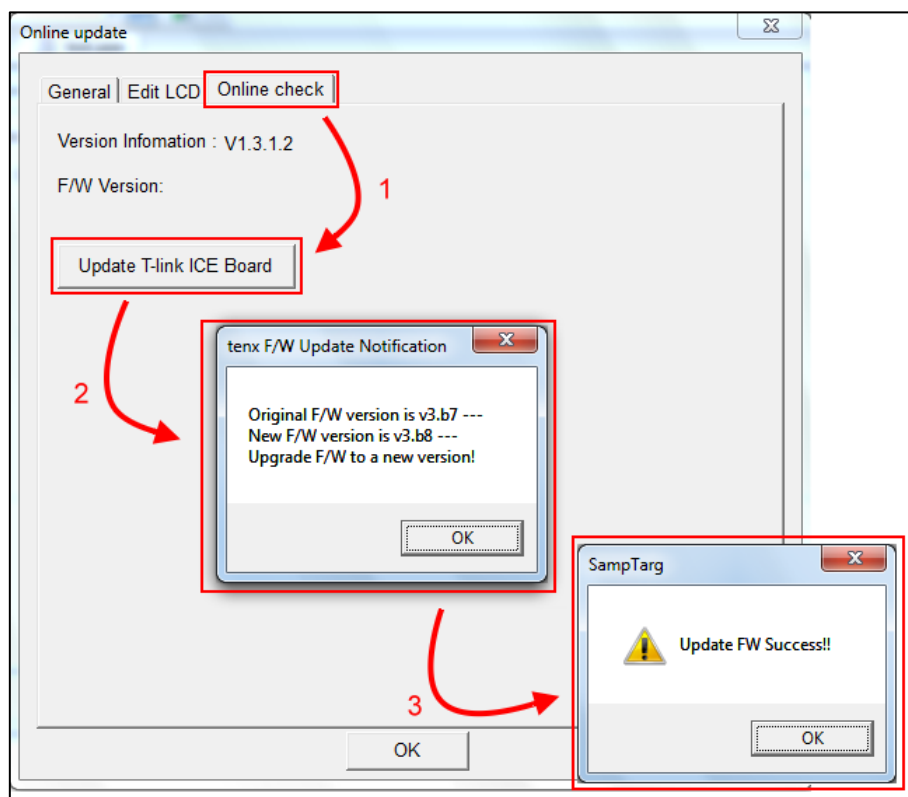 Online update
General Edit LCD Online check
Version Infomation : V1.3.1.2
F/W Version:
1
Update T-link ICE Board
2
tenx F/W Update Notification
Original F/W version is v3.b7 ---
New F/W version is v3.b8 ---
Upgrade F/W to a new version!
OK
3
SampTarg
Update FW Success!!
OK
OK